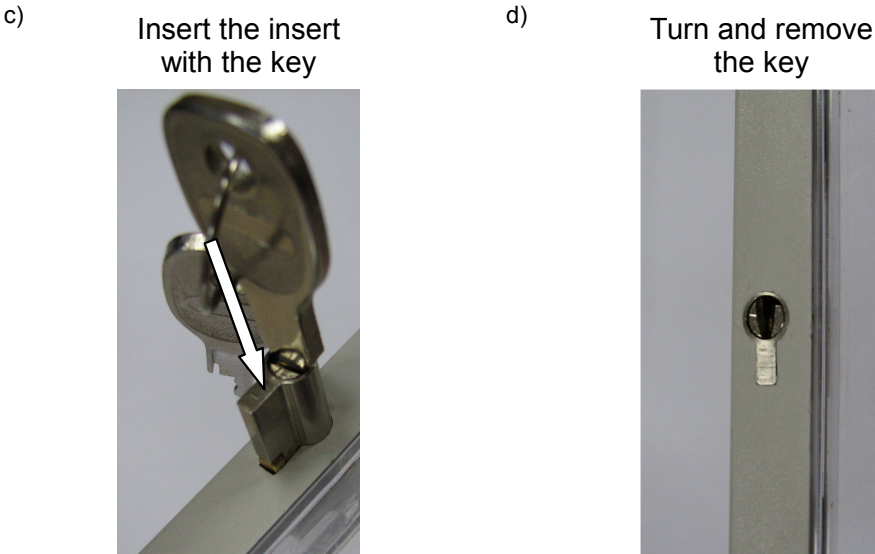 c)
Insert the insert
with the key
d)
Turn and remove
the key